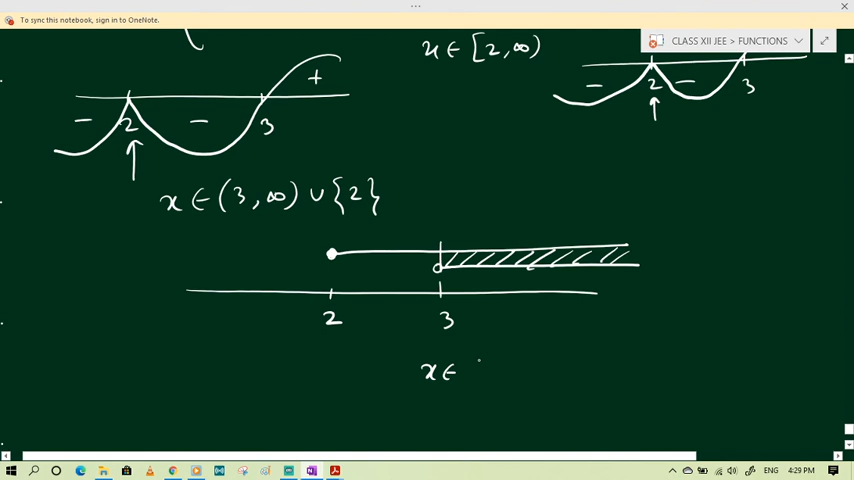 To sync this notebook, sign in to OneNote.
CLASS XII JEE > FUNCTIONS
x ∈ [2, ∞)
+
− 2 − 3
− 2 − 3
x ∈ (3, ∞) ∪ {2}
2 3
x ∈
ENG 4:29 PM